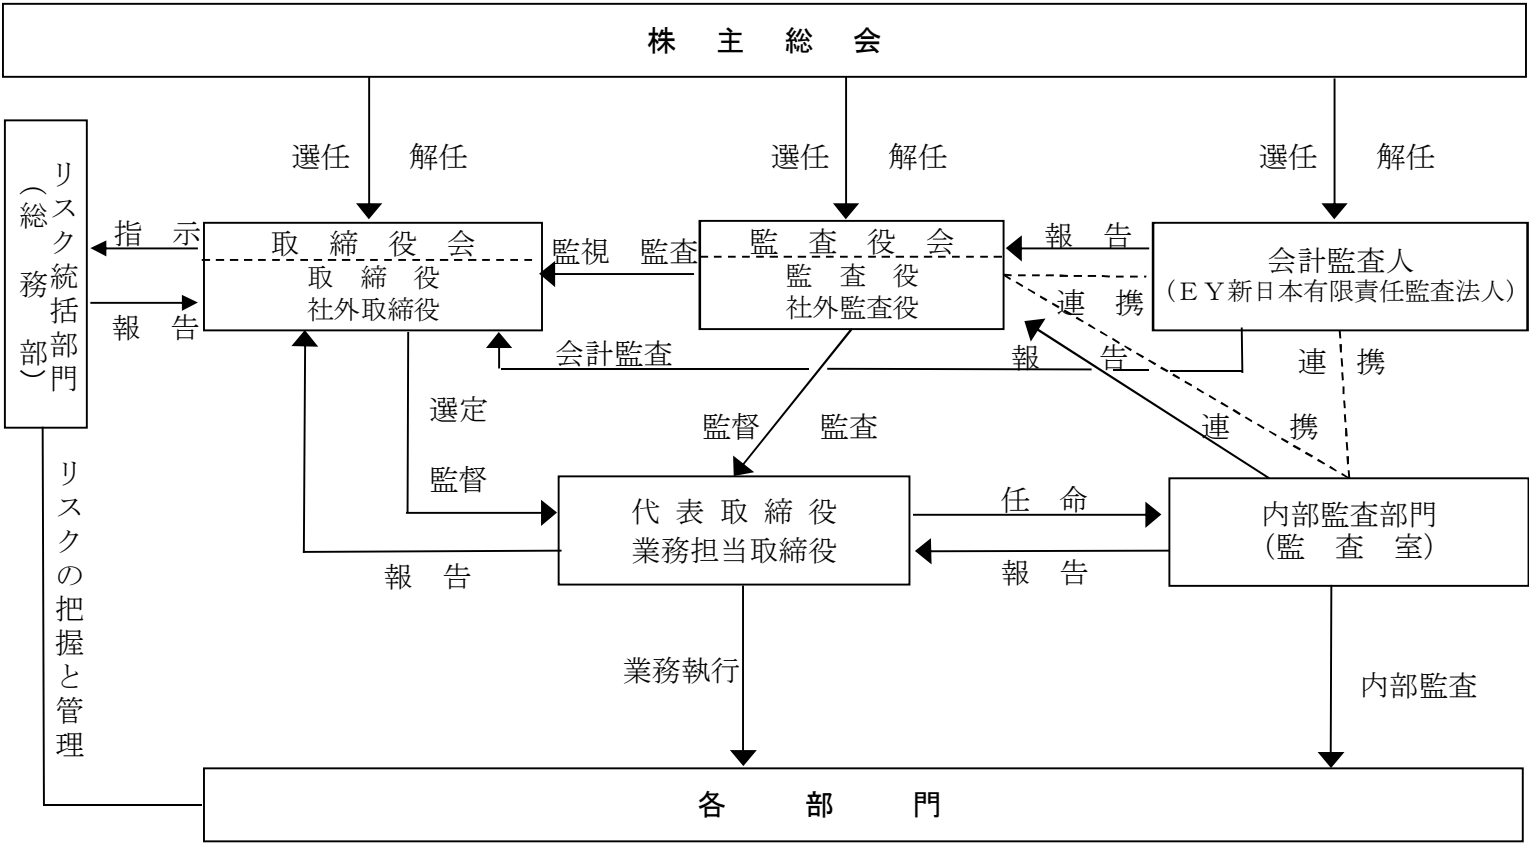 株 主 総 会
選任 解任
選任 解任
選任 解任
リスク統括部門
（総 務 部）
指 示
報 告
取 締 役 会
取 締 役
社外取締役
監視 監査
監 査 役 会
監 査 役
社外監査役
報 告
連 携
会計監査人
（ＥＹ新日本有限責任監査法人）
会計監査
報 告
連 携
選定
監督
監督 監査
連 携
リスクの把握と管理
代 表 取 締 役
業務担当取締役
任 命
報 告
内部監査部門
（監 査 室）
報 告
業務執行
内部監査
各 部 門